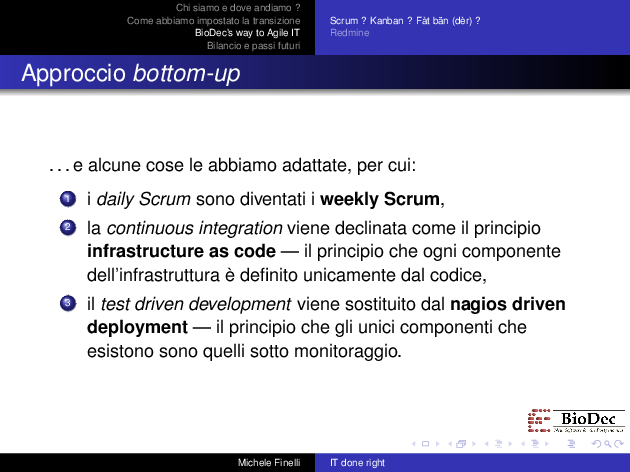 Chi siamo e dove andiamo ?
Come abbiamo impostato la transizione
BioDec's way to Agile IT
Bilancio e passi futuri
Scrum ? Kanban ? Fàt bǎn (dèr) ?
Redmine
Approccio bottom-up
. . . e alcune cose le abbiamo adattate, per cui:
1 i daily Scrum sono diventati i weekly Scrum,
2 la continuous integration viene declinata come il principio
infrastructure as code — il principio che ogni componente
dell'infrastruttura è definito unicamente dal codice,
3 il test driven development viene sostituito dal nagios driven
deployment — il principio che gli unici componenti che
esistono sono quelli sotto monitoraggio.
BioDec
Michele Finelli
IT done right